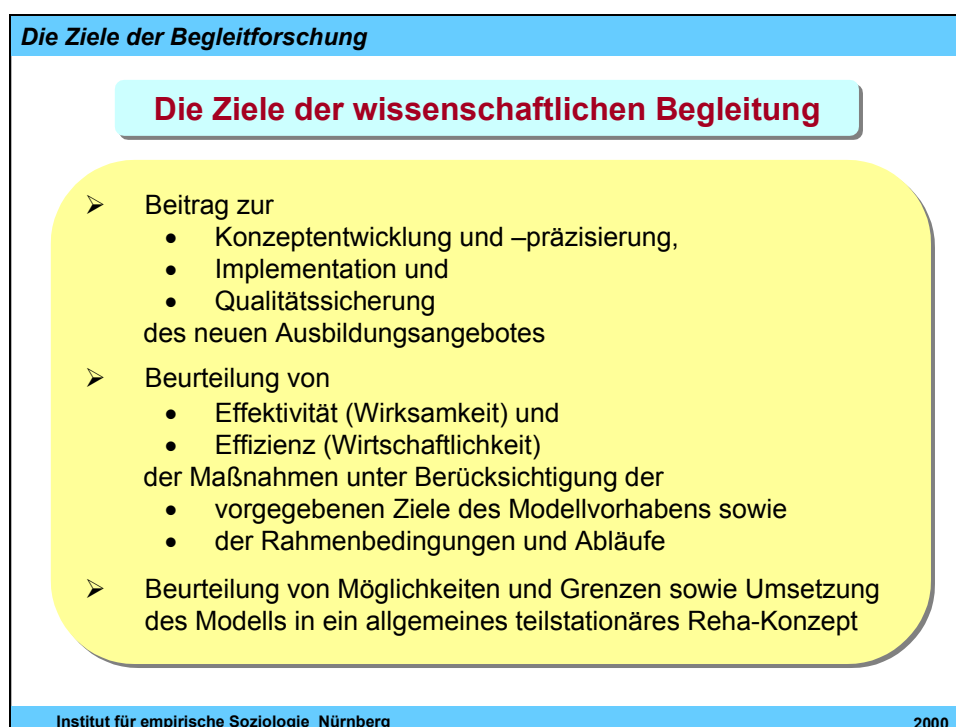 Die Ziele der Begleitforschung
Die Ziele der wissenschaftlichen Begleitung
➢ Beitrag zur
• Konzeptentwicklung und –präzisierung,
• Implementation und
• Qualitätssicherung
des neuen Ausbildungsangebotes
➢ Beurteilung von
• Effektivität (Wirksamkeit) und
• Effizienz (Wirtschaftlichkeit)
der Maßnahmen unter Berücksichtigung der
• vorgegebenen Ziele des Modellvorhabens sowie
• der Rahmenbedingungen und Abläufe
➢ Beurteilung von Möglichkeiten und Grenzen sowie Umsetzung
des Modells in ein allgemeines teilstationäres Reha-Konzept
Institut für empirische Soziologie Nürnberg 2000